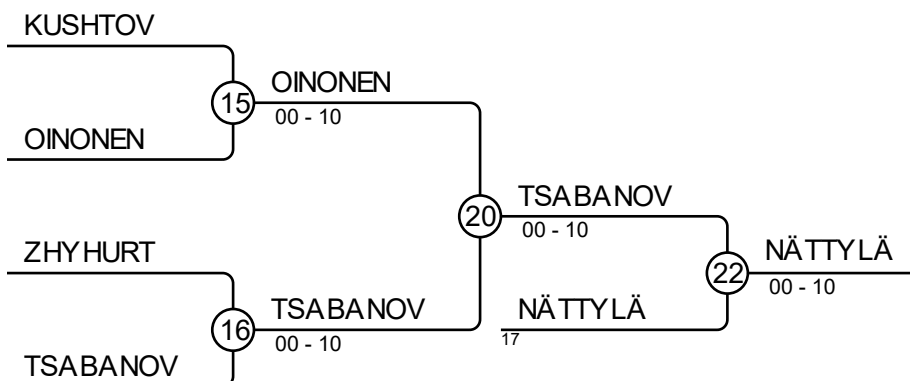 KUSHTOV
15
OINONEN
00 - 10
OINONEN
20
TSABANOV
00 - 10
ZHYHURT
22
NÄTTYLÄ
00 - 10
16
TSABANOV
00 - 10
NÄTTYLÄ
17
TSABANOV